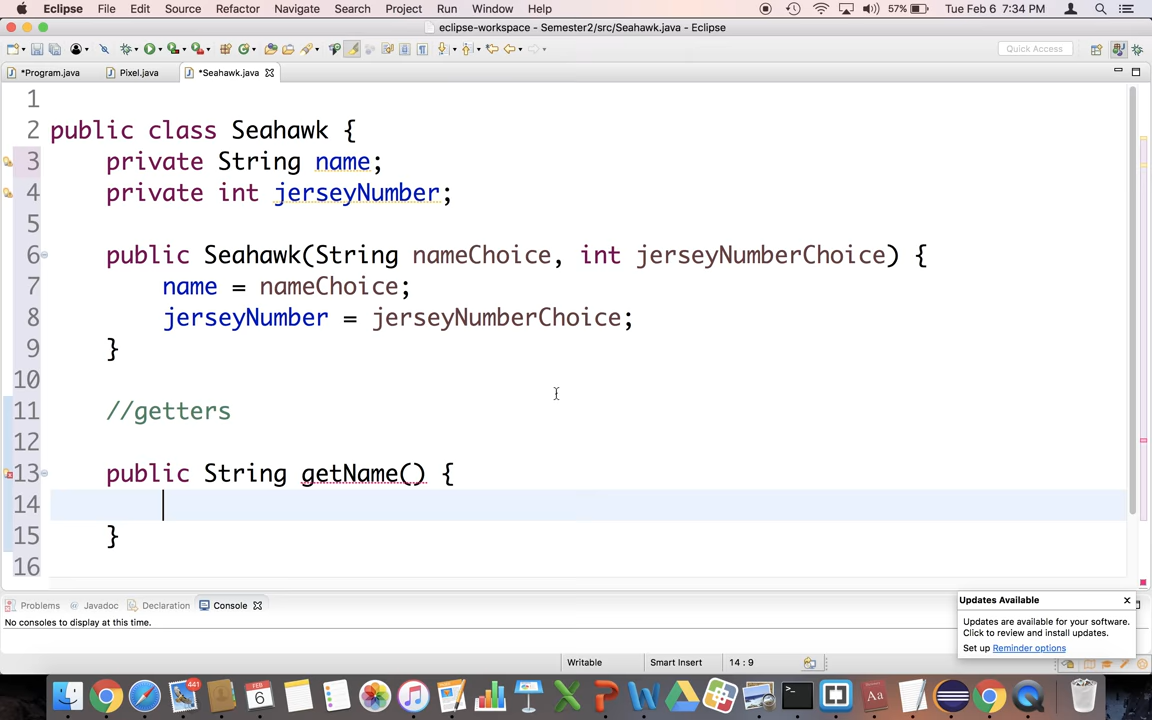 Eclipse File Edit Source Refactor Navigate Search Project Run Window Help 57% Tue Feb 6 7:34 PM
eclipse-workspace - Semester2/src/Seahawk.java - Eclipse
Quick Access
*Program.java Pixel.java *Seahawk.java
1
2 public class Seahawk {
3 private String name;
4 private int jerseyNumber;
5
6 public Seahawk(String nameChoice, int jerseyNumberChoice) {
7 name = nameChoice;
8 jerseyNumber = jerseyNumberChoice;
9 }
10
11 //getters
12
13 public String getName() {
14
15 }
16
Problems Javadoc Declaration Console
No consoles to display at this time.
Updates Available
Updates are available for your software.
Click to review and install updates.
Set up Reminder options
Writable Smart Insert 14 : 9
441
FEB
6
Aa